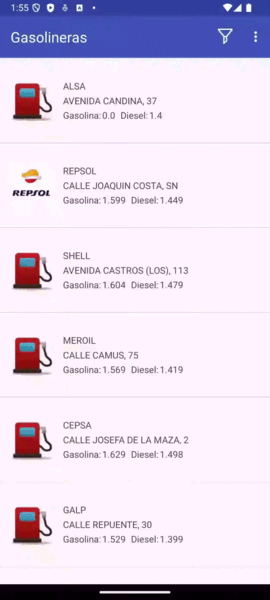 1:55
Gasolineras
ALSA
AVENIDA CANDINA, 37
Gasolina: 0.0 Diesel: 1.4
REPSOL
REPSOL
CALLE JOAQUIN COSTA, SN
Gasolina: 1.599 Diesel: 1.449
SHELL
AVENIDA CASTROS (LOS), 113
Gasolina: 1.604 Diesel: 1.479
MEROIL
CALLE CAMUS, 75
Gasolina: 1.569 Diesel: 1.419
CEPSA
CALLE JOSEFA DE LA MAZA, 2
Gasolina: 1.629 Diesel: 1.498
GALP
CALLE REPUENTE, 30
Gasolina: 1.529 Diesel: 1.399